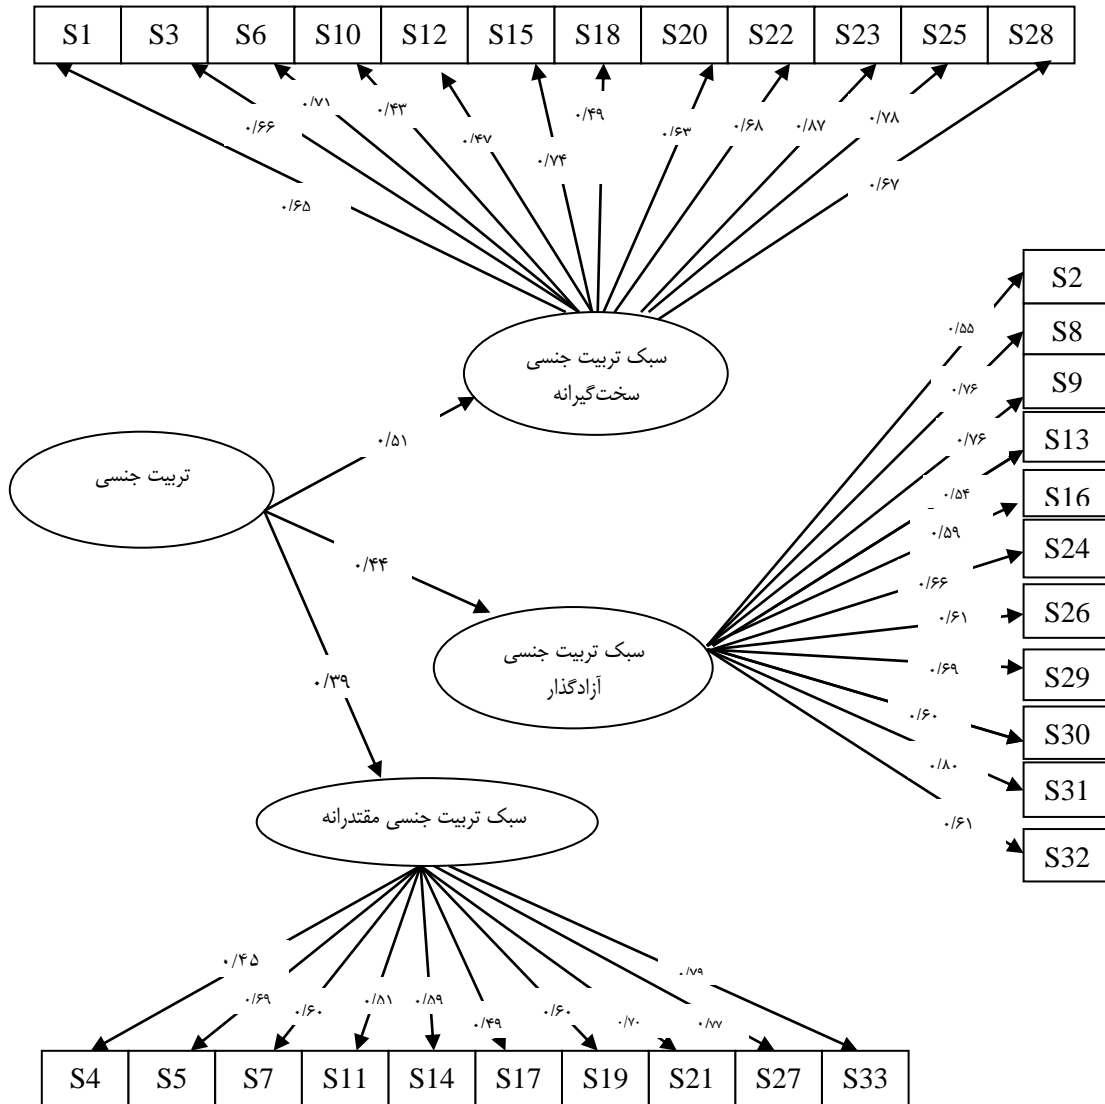 S1 S3 S6 S10 S12 S15 S18 S20 S22 S23 S25 S28
۰/۶۵
۰/۶۶
۰/۷۱
۰/۴۳
۰/۴۷
۰/۷۴
۰/۴۹
۰/۶۳
۰/۶۸
۰/۸۷
۰/۷۸
۰/۶۷
سبک تربیت جنسی
سخت‌گیرانه
۰/۵۱
تربیت جنسی
۰/۴۴
۰/۳۹
سبک تربیت جنسی
آزادگذار
S2
S8
S9
S13
S16
S24
S26
S29
S30
S31
S32
۰/۵۵
۰/۷۶
۰/۷۶
۰/۵۴
۰/۵۹
۰/۶۶
۰/۶۱
۰/۶۹
۰/۶۰
۰/۸۰
۰/۶۱
سبک تربیت جنسی مقتدرانه
۰/۴۵
۰/۶۹
۰/۶۰
۰/۵۱
۰/۵۹
۰/۴۹
۰/۶۰
۰/۷۰
۰/۷۷
۰/۷۹
S4 S5 S7 S11 S14 S17 S19 S21 S27 S33